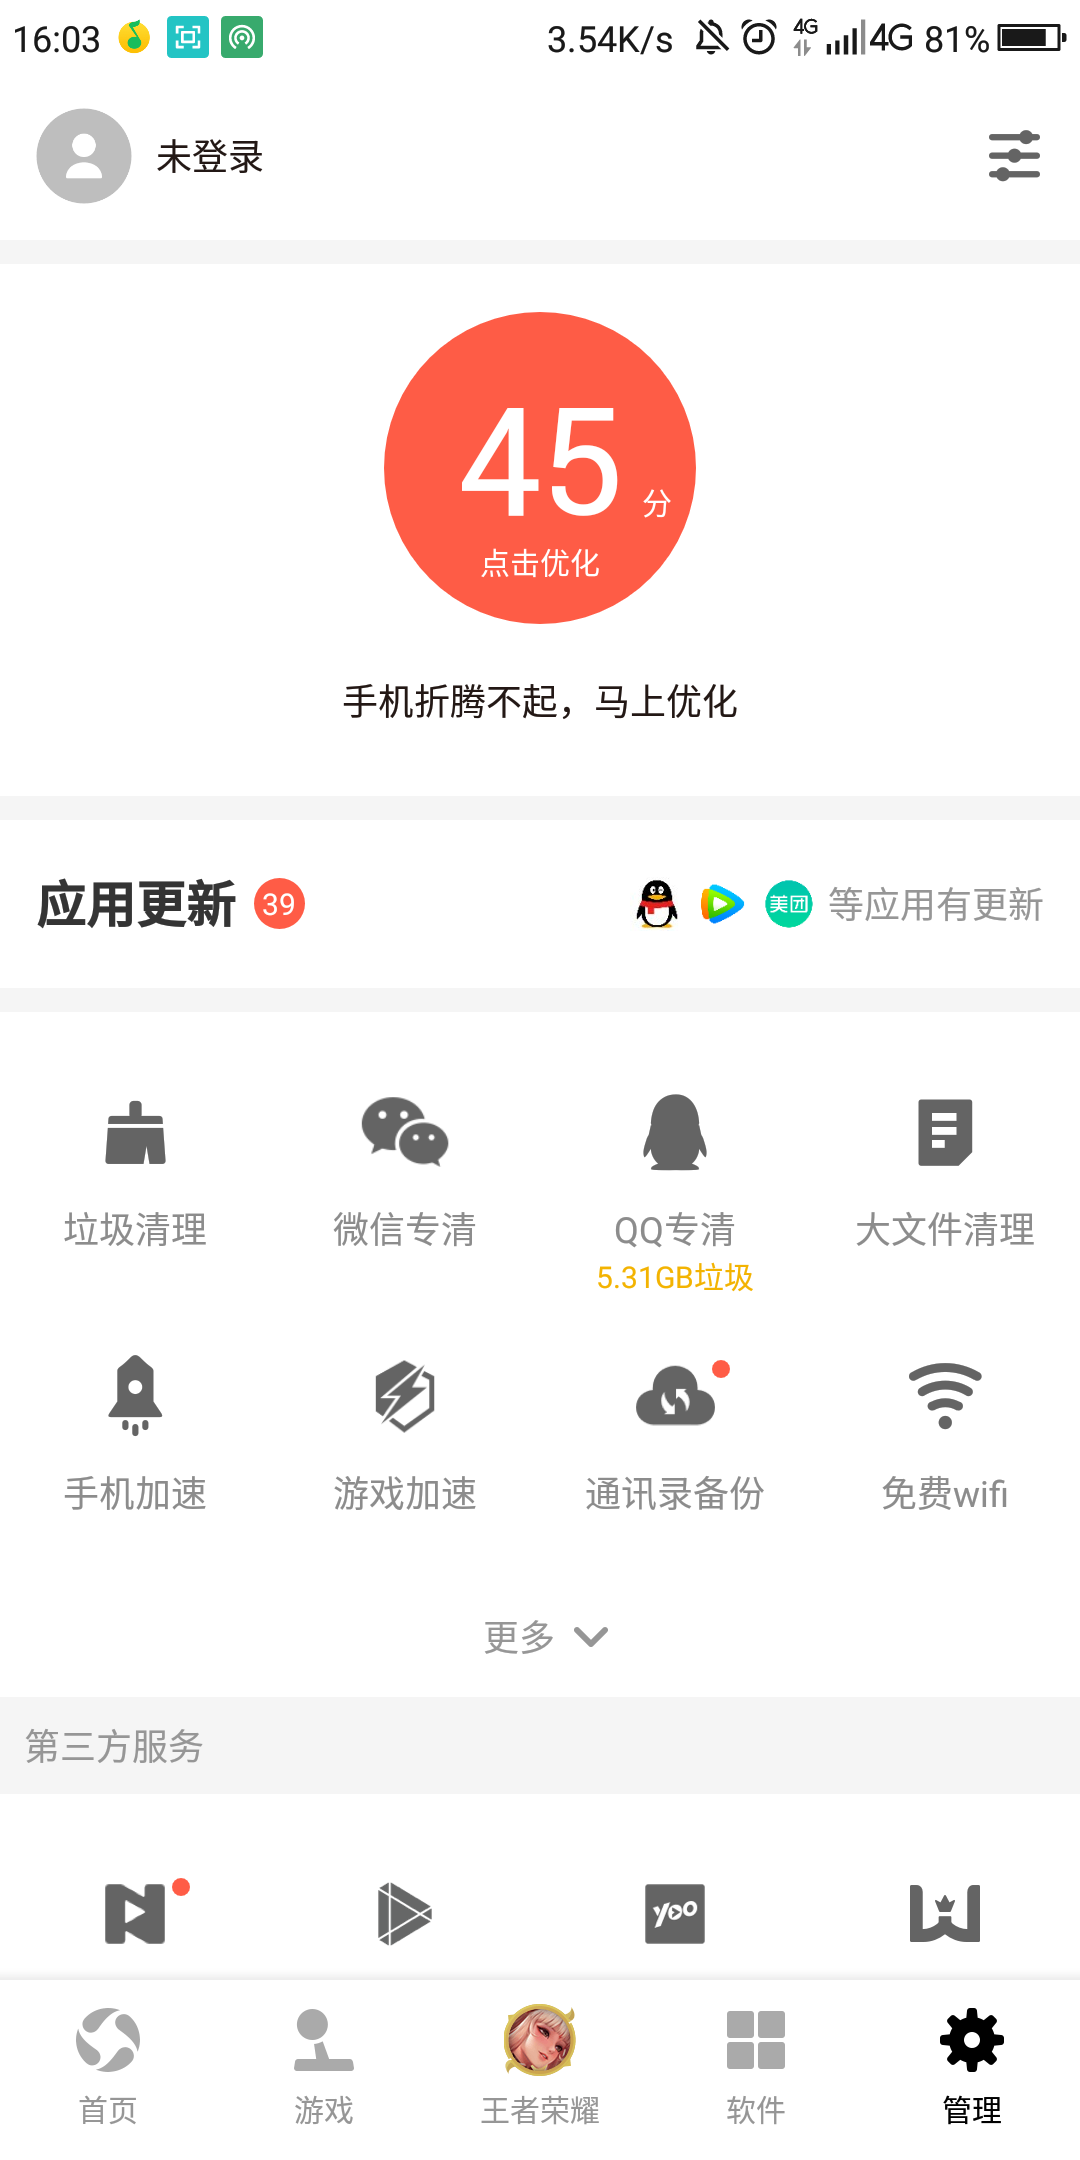 16:03 3.54K/s 4G 4G 81%
未登录
45 分
点击优化
手机折腾不起，马上优化
应用更新 39 美团 等应用有更新
垃圾清理 微信专清 QQ专清 大文件清理
5.31GB垃圾
手机加速 游戏加速 通讯录备份 免费wifi
更多
第三方服务
yoo
首页 游戏 王者荣耀 软件 管理